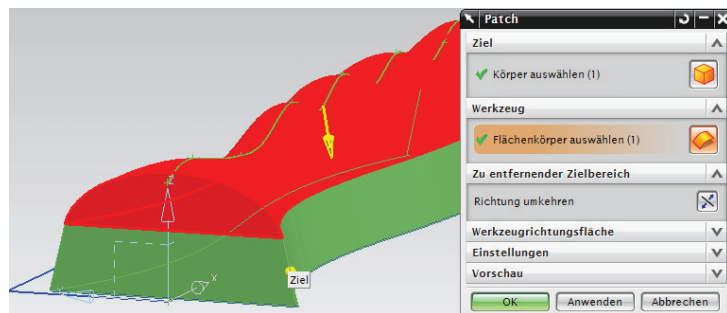 Patch
Ziel
Körper auswählen (1)
Werkzeug
Flächenkörper auswählen (1)
Zu entfernender Zielbereich
Richtung umkehren
Werkzeugrichtungsfläche
Einstellungen
Vorschau
OK Anwenden Abbrechen
Z
X
Ziel